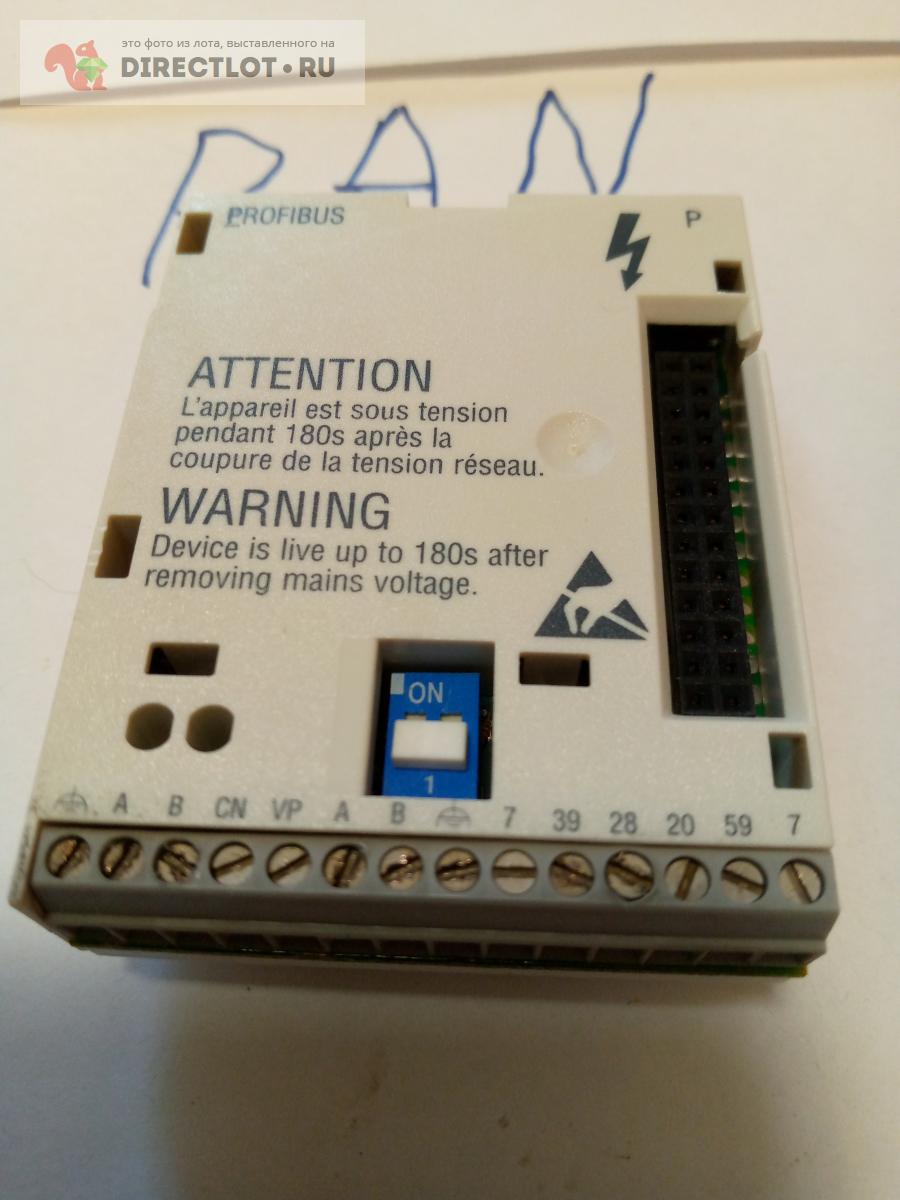 это фото из лота, выставленного на
DIRECTLOT.RU
PAN
PROFIBUS
P
ATTENTION
L'appareil est sous tension
pendant 180s après la
coupure de la tension réseau.
WARNING
Device is live up to 180s after
removing mains voltage.
ON
1
A B CN VP A B 7 39 28 20 59 7